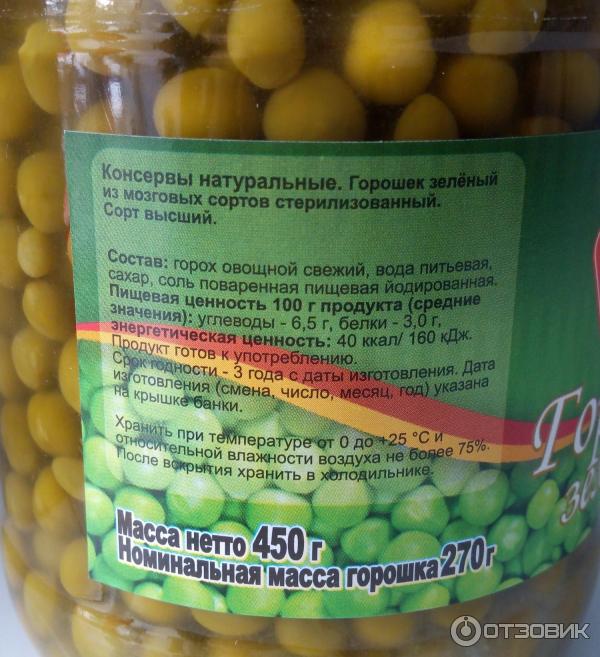 Консервы натуральные. Горошек зелёный
из мозговых сортов стерилизованный.
Сорт высший.
Состав: горох овощной свежий, вода питьевая,
сахар, соль поваренная пищевая йодированная.
Пищевая ценность 100 г продукта (средние
значения): углеводы - 6,5 г, белки - 3,0 г,
энергетическая ценность: 40 ккал/ 160 кДж.
Продукт готов к употреблению.
Срок годности - 3 года с даты изготовления. Дата
изготовления (смена, число, месяц, год) указана
на крышке банки.
Хранить при температуре от 0 до +25 °С и
относительной влажности воздуха не более 75%.
После вскрытия хранить в холодильнике.
Масса нетто 450 г
Номинальная масса горошка 270 г
Гор
зел
ОТЗОВИК